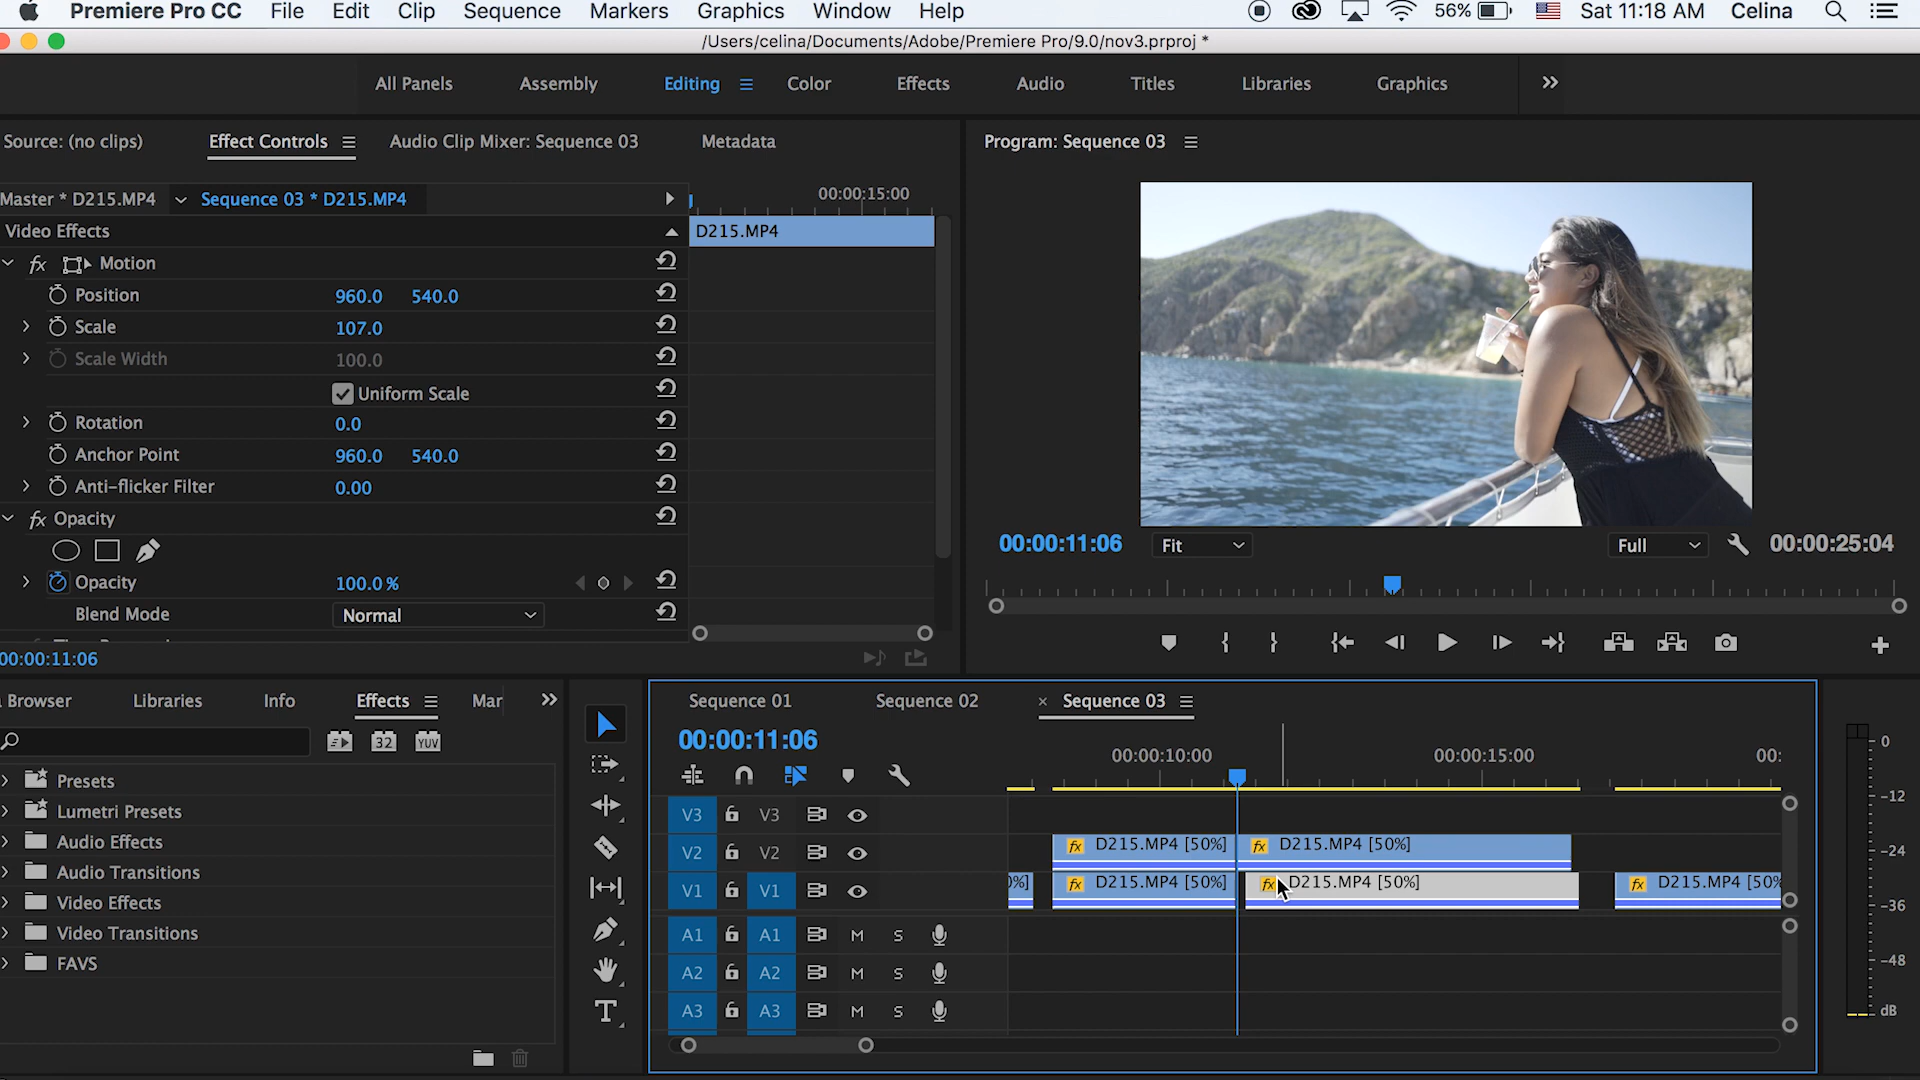 Premiere Pro CC File Edit Clip Sequence Markers Graphics Window Help 56% Sat 11:18 AM Celina
/Users/celina/Documents/Adobe/Premiere Pro/9.0/nov3.prproj *
All Panels Assembly Editing Color Effects Audio Titles Libraries Graphics
Source: (no clips) Effect Controls Audio Clip Mixer: Sequence 03 Metadata
Program: Sequence 03
Master * D215.MP4 Sequence 03 * D215.MP4 00:00:15:00
Video Effects D215.MP4
fx Motion
Position 960.0 540.0
Scale 107.0
Scale Width 100.0
Uniform Scale
Rotation 0.0
Anchor Point 960.0 540.0
Anti-flicker Filter 0.00
fx Opacity
Opacity 100.0 %
Blend Mode Normal
00:00:11:06
00:00:11:06 Fit Full 00:00:25:04
Browser Libraries Info Effects Mar
32 YUV
Presets
Lumetri Presets
Audio Effects
Audio Transitions
Video Effects
Video Transitions
FAVS
T
Sequence 01 Sequence 02 × Sequence 03
00:00:11:06
00:00:10:00 00:00:15:00 00:
V3 V3
V2 V2 fx D215.MP4 [50%] fx D215.MP4 [50%]
V1 V1 0%] fx D215.MP4 [50%] fx D215.MP4 [50%] fx D215.MP4 [50%
A1 A1 M S
A2 A2 M S
A3 A3 M S
0
-12
-24
-36
-48
dB